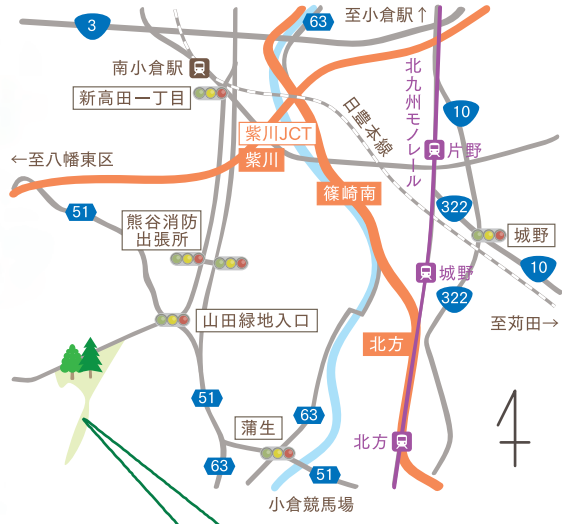 至小倉駅↑
3
63
南小倉駅
新高田一丁目
北九州モノレール
日豊本線
10
紫川JCT
紫川
片野
←至八幡東区
篠崎南
51
322
熊谷消防
出張所
城野
城野
10
322
山田緑地入口
至苅田→
北方
51
63
蒲生
北方
63
51
小倉競馬場